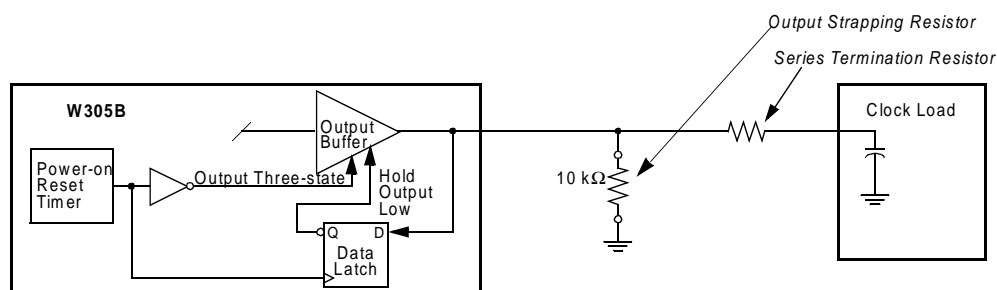 Output Strapping Resistor
Series Termination Resistor
W305B
Clock Load
Output
Buffer
Power-on
Reset
Timer
Output Three-state
Hold
Output
Low
10 kΩ
Q D
Data
Latch